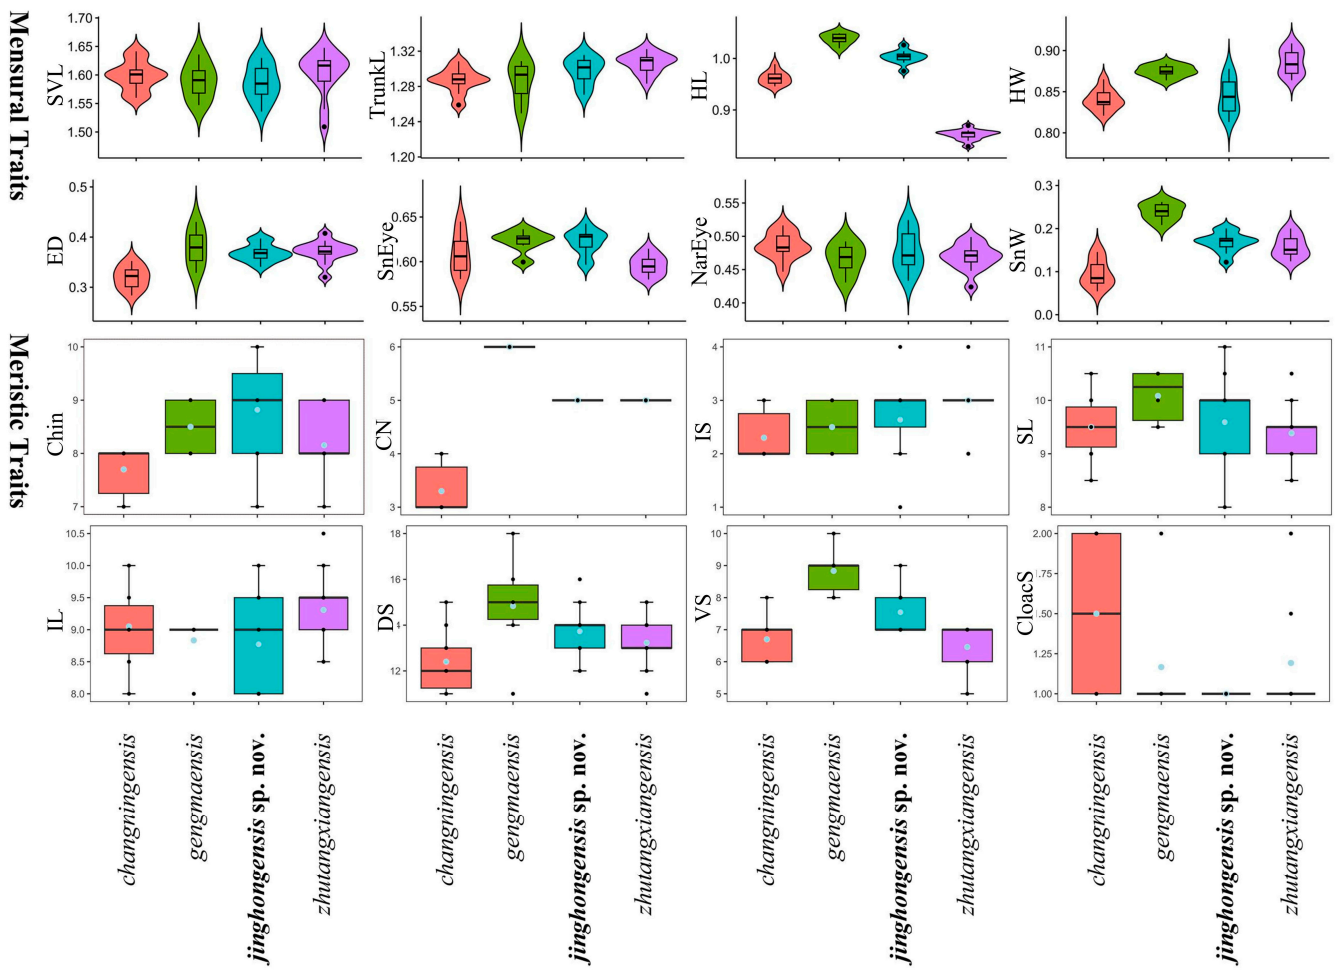 Mensural Traits
SVL
1.70
1.65
1.60
1.55
1.50
TrunkL
1.32
1.28
1.24
1.20
HL
1.0
0.9
HW
0.90
0.85
0.80
ED
0.5
0.4
0.3
SnEye
0.65
0.60
0.55
NarEye
0.55
0.50
0.45
0.40
SnW
0.3
0.2
0.1
0.0
Meristic Traits
Chin
10
9
8
7
CN
6
5
4
3
IS
4
3
2
1
SL
11
10
9
8
IL
10.5
10.0
9.5
9.0
8.5
8.0
DS
18
16
14
12
VS
10
9
8
7
6
5
CloacS
2.00
1.75
1.50
1.25
1.00
changningensis
gengmaensis
jinghongensis sp. nov.
zhutangxiangensis
changningensis
gengmaensis
jinghongensis sp. nov.
zhutangxiangensis
changningensis
gengmaensis
jinghongensis sp. nov.
zhutangxiangensis
changningensis
gengmaensis
jinghongensis sp. nov.
zhutangxiangensis